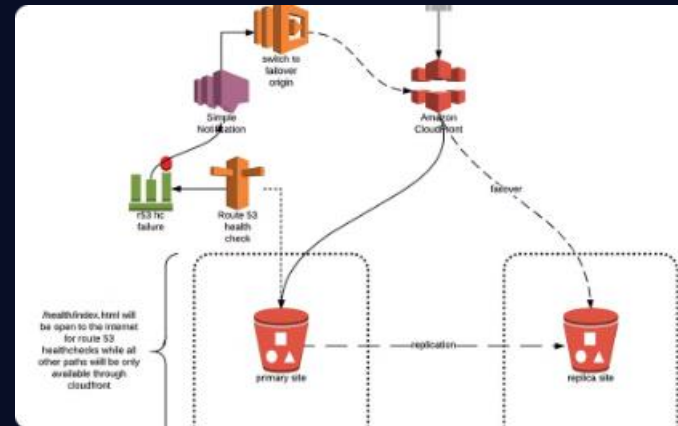 switch to
failover
origin
Simple
Notification
Amazon
CloudFront
r53 hc
failure
Route 53
health
check
failover
/health/index.html will
be open to the internet
for route 53
healthchecks while all
other paths will be only
available through
cloudfront
primary site
replication
replica site